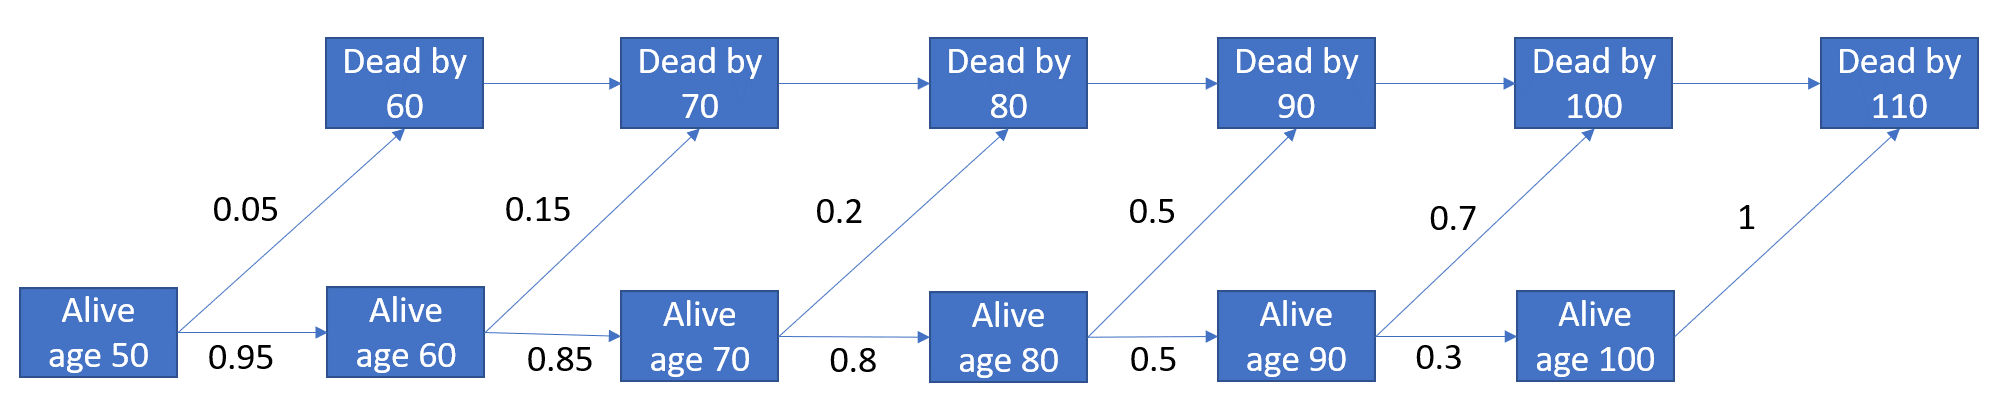 Dead by
60
Dead by
70
Dead by
80
Dead by
90
Dead by
100
Dead by
110
0.05
0.15
0.2
0.5
0.7
1
Alive
age 50
Alive
age 60
Alive
age 70
Alive
age 80
Alive
age 90
Alive
age 100
0.95
0.85
0.8
0.5
0.3